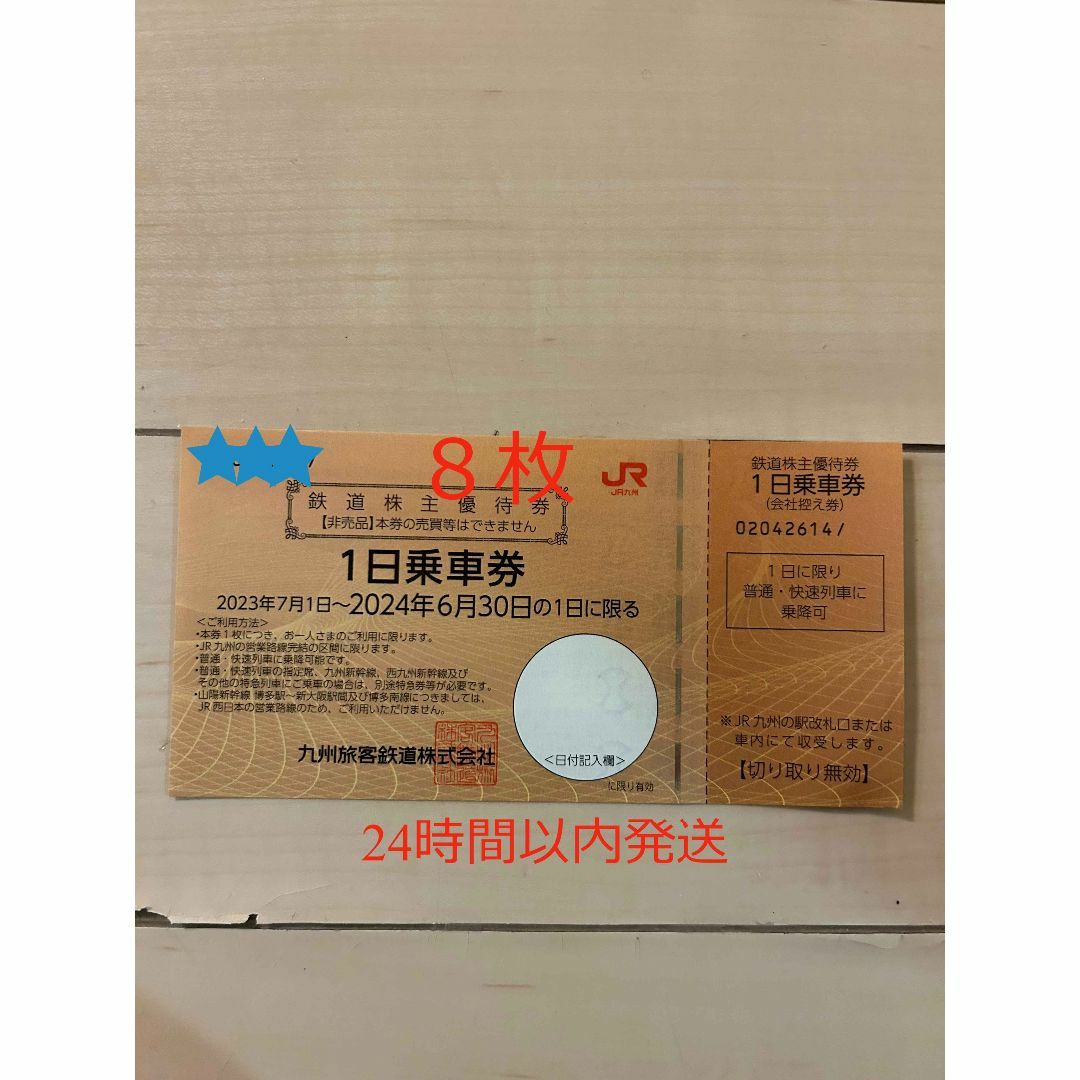 8枚
JR
JR九州
鉄道株主優待券
【非売品】本券の売買等はできません
1日乗車券
2023年7月1日～2024年6月30日の1日に限る
＜ご利用方法＞
・本券1枚につき、お一人さまのご利用に限ります。
・JR九州の営業路線完結の区間に限ります。
・普通・快速列車に乗降可能です。
・普通・快速列車の指定席、九州新幹線、西九州新幹線及び
その他の特急列車にご乗車の場合は、別途特急券等が必要です。
・山陽新幹線 博多駅～新大阪駅間及び博多南線につきましては、
JR西日本の営業路線のため、ご利用いただけません。
九州旅客鉄道株式会社
＜日付記入欄＞
に限り有効
鉄道株主優待券
1日乗車券
(会社控え券)
02042614/
1日に限り
普通・快速列車に
乗降可
※JR九州の駅改札口または
車内にて収受します。
【切り取り無効】
24時間以内発送